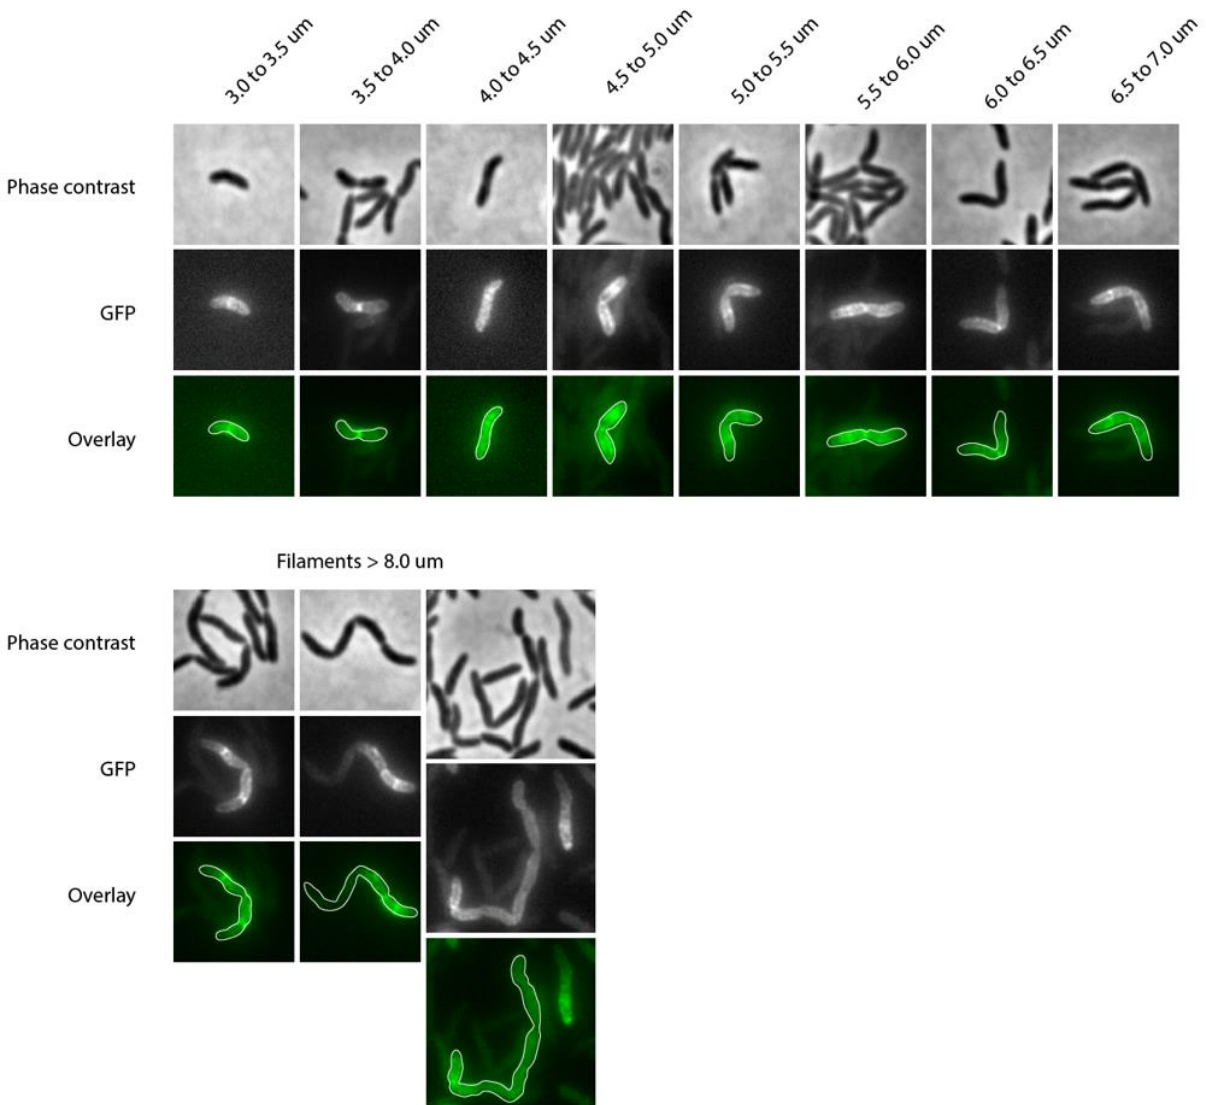 3.0 to 3.5 um
3.5 to 4.0 um
4.0 to 4.5 um
4.5 to 5.0 um
5.0 to 5.5 um
5.5 to 6.0 um
6.0 to 6.5 um
6.5 to 7.0 um
Phase contrast
GFP
Overlay
Filaments > 8.0 um
Phase contrast
GFP
Overlay